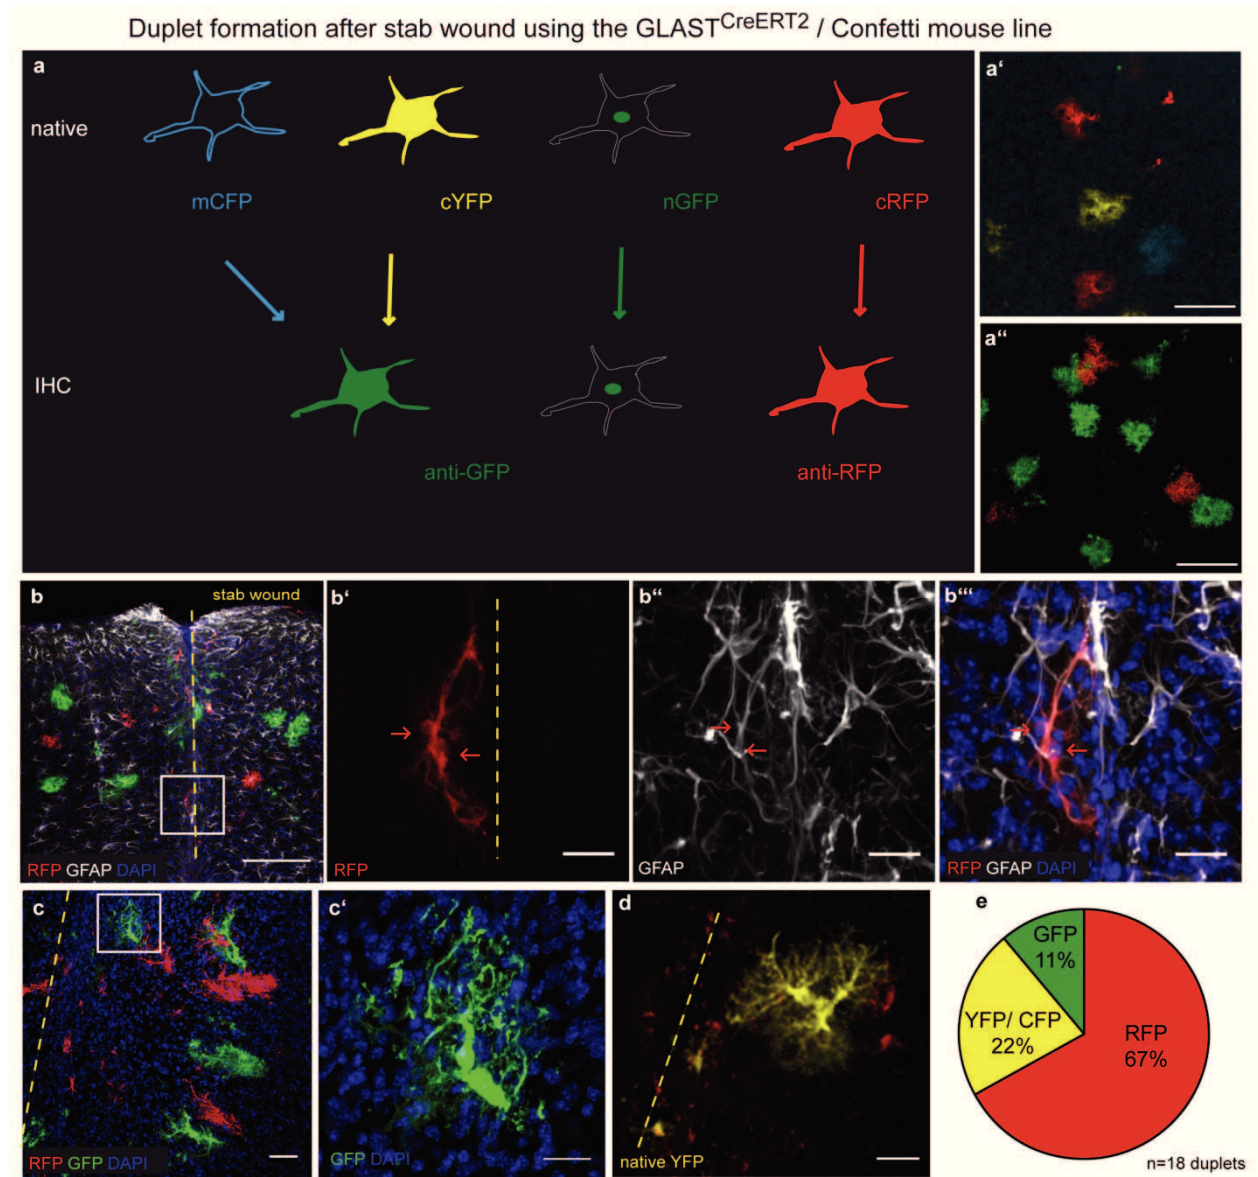 Duplet formation after stab wound using the GLASTCreERT2 / Confetti mouse line
a
native
mCFP
cYFP
nGFP
cRFP
IHC
anti-GFP
anti-RFP
a‘
a“
b
stab wound
RFP GFAP DAPI
b‘
RFP
b“
GFAP
b“‘
RFP GFAP DAPI
c
RFP GFP DAPI
c‘
GFP DAPI
d
native YFP
e
GFP
11%
YFP/ CFP
22%
RFP
67%
n=18 duplets